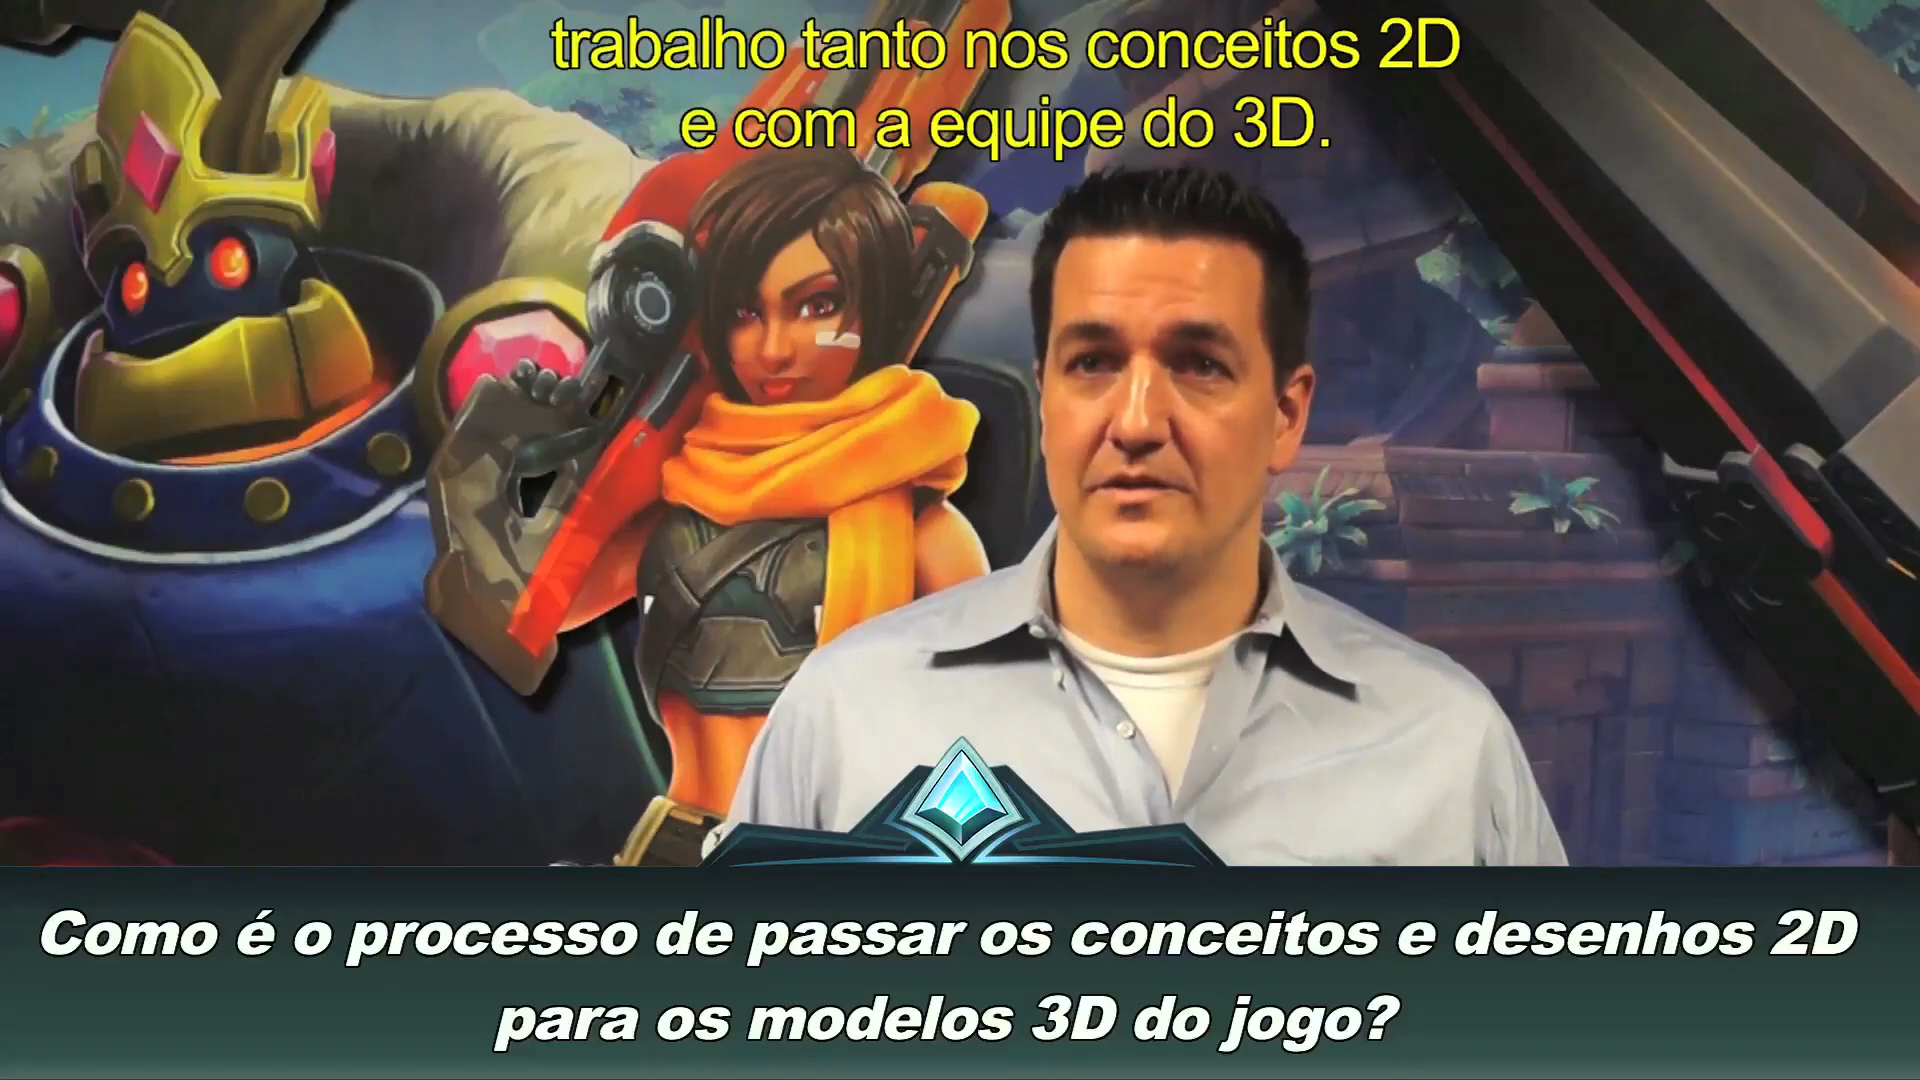 trabalho tanto nos conceitos 2D
e com a equipe do 3D.
Como é o processo de passar os conceitos e desenhos 2D
para os modelos 3D do jogo?